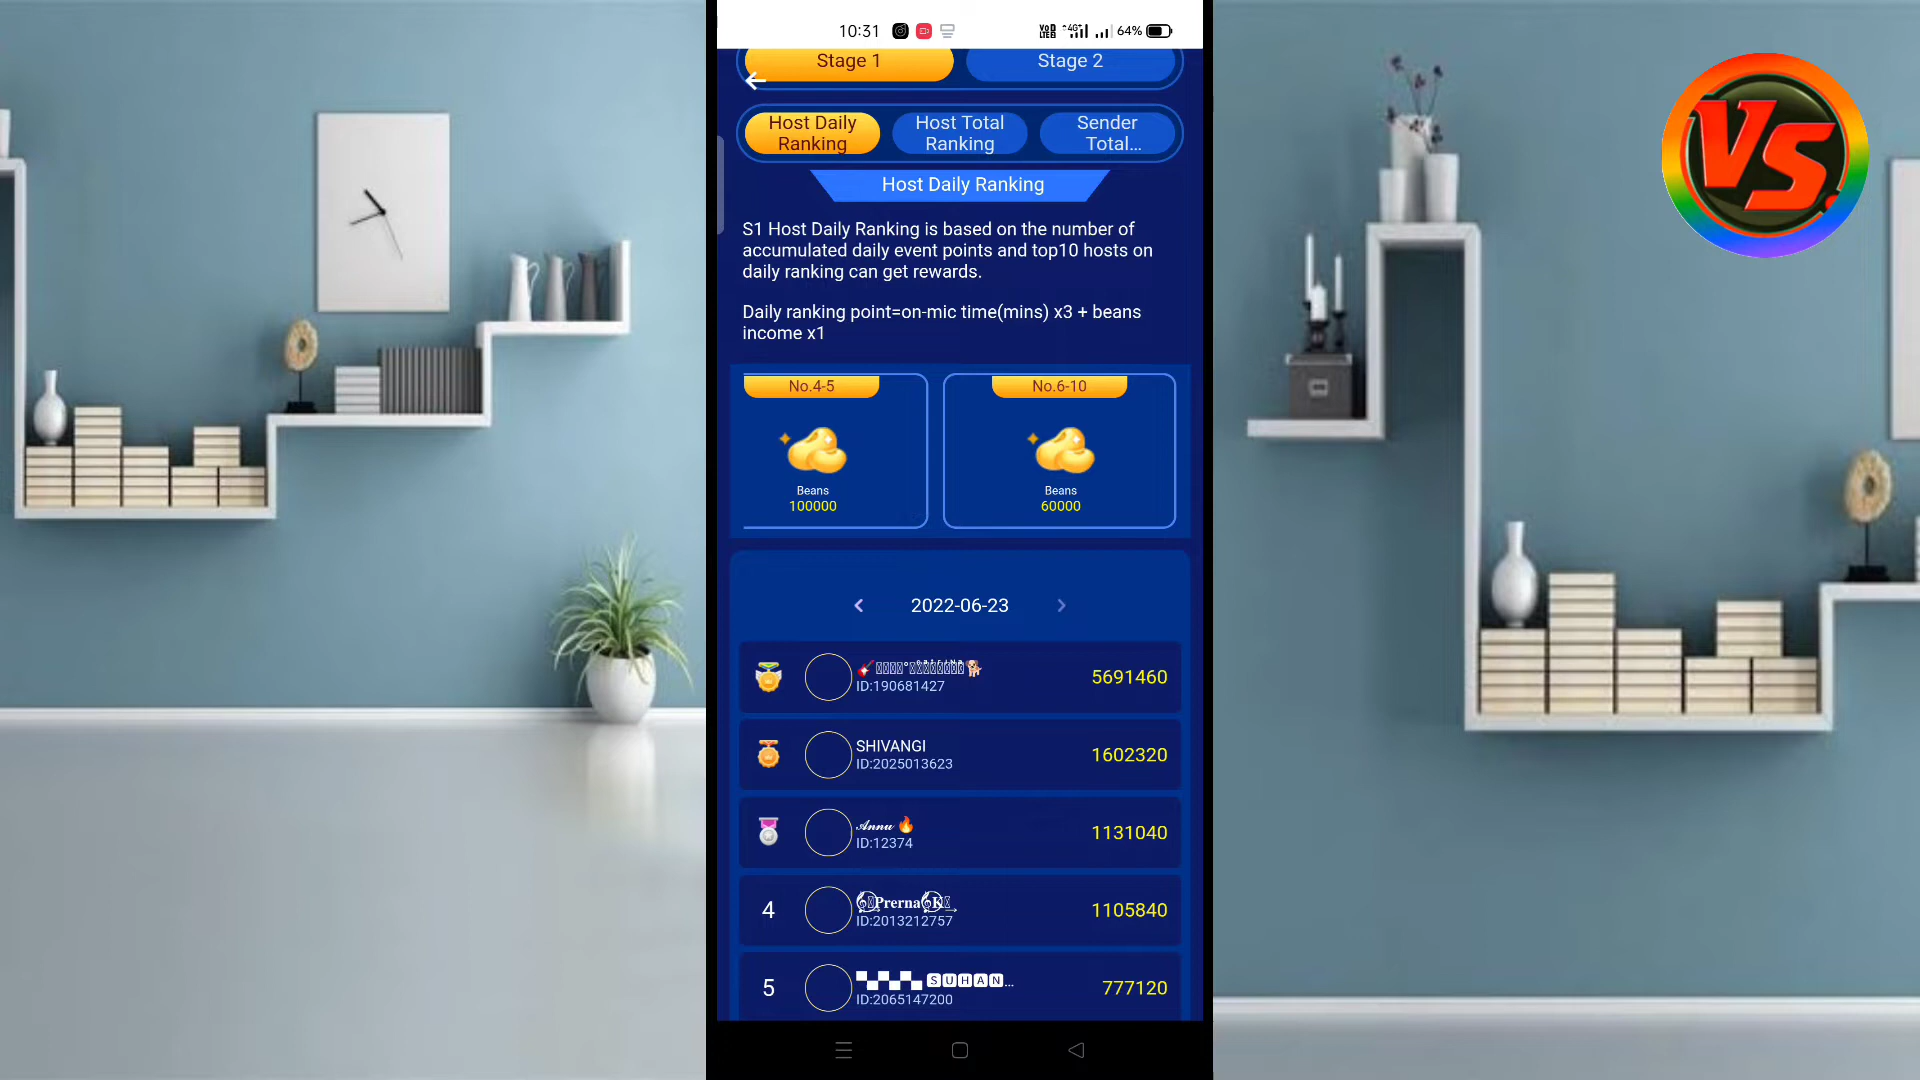 10:31
VoD LTE2 4G+ 64%
Stage 1
Stage 2
Host Daily Ranking
Host Total Ranking
Sender Total...
Host Daily Ranking
S1 Host Daily Ranking is based on the number of
accumulated daily event points and top10 hosts on
daily ranking can get rewards.
Daily ranking point=on-mic time(mins) x3 + beans
income x1
No.4-5
Beans
100000
No.6-10
Beans
60000
2022-06-23
ID:190681427
5691460
SHIVANGI
ID:2025013623
1602320
𝒜𝓃𝓃𝓊 🔥
ID:12374
1131040
4
Prerna K
ID:2013212757
1105840
5
SUHAN...
ID:2065147200
777120
VS